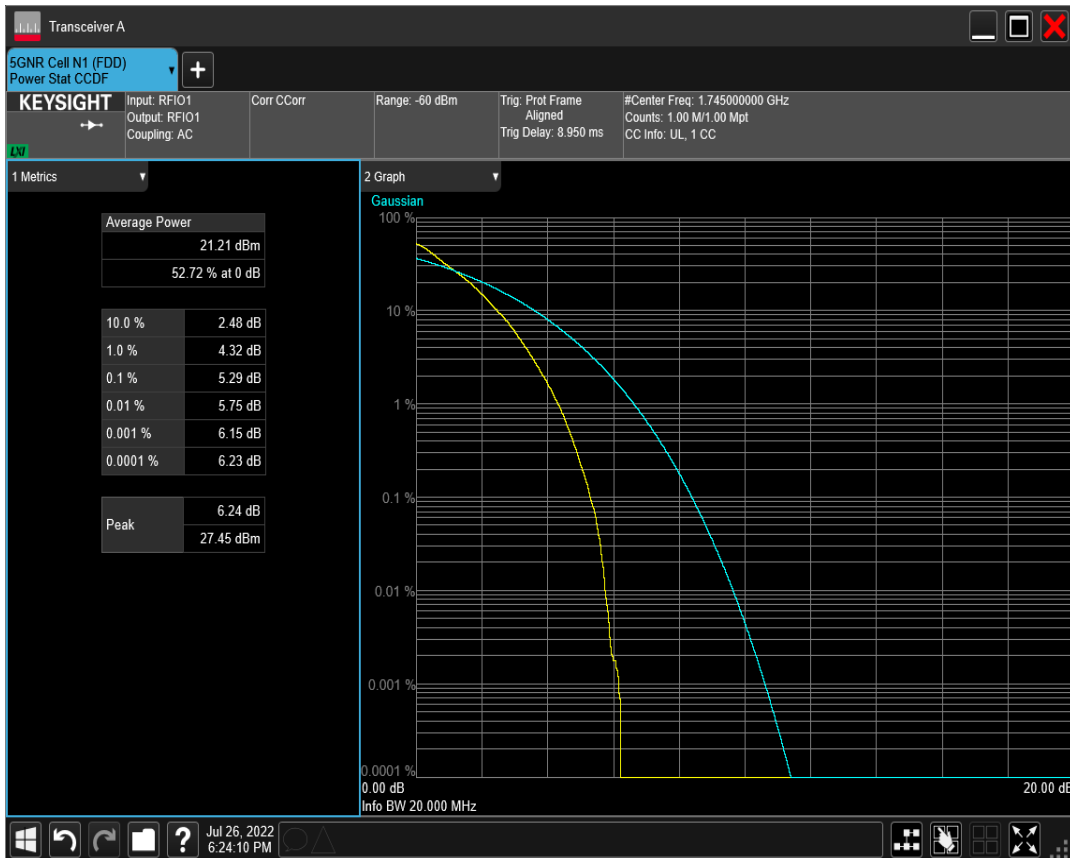 Transceiver A
5GNR Cell N1 (FDD)
Power Stat CCDF
+
KEYSIGHT
LXI
Input: RFIO1
Output: RFIO1
Coupling: AC
Corr CCorr
Range: -60 dBm
Trig: Prot Frame
Aligned
Trig Delay: 8.950 ms
#Center Freq: 1.745000000 GHz
Counts: 1.00 M/1.00 Mpt
CC Info: UL, 1 CC
1 Metrics
Average Power
21.21 dBm
52.72 % at 0 dB
10.0 % 2.48 dB
1.0 % 4.32 dB
0.1 % 5.29 dB
0.01 % 5.75 dB
0.001 % 6.15 dB
0.0001 % 6.23 dB
Peak 6.24 dB
27.45 dBm
2 Graph
Gaussian
100 %
10 %
1 %
0.1 %
0.01 %
0.001 %
0.0001 %
0.00 dB 20.00 dB
Info BW 20.000 MHz
?
Jul 26, 2022
6:24:10 PM